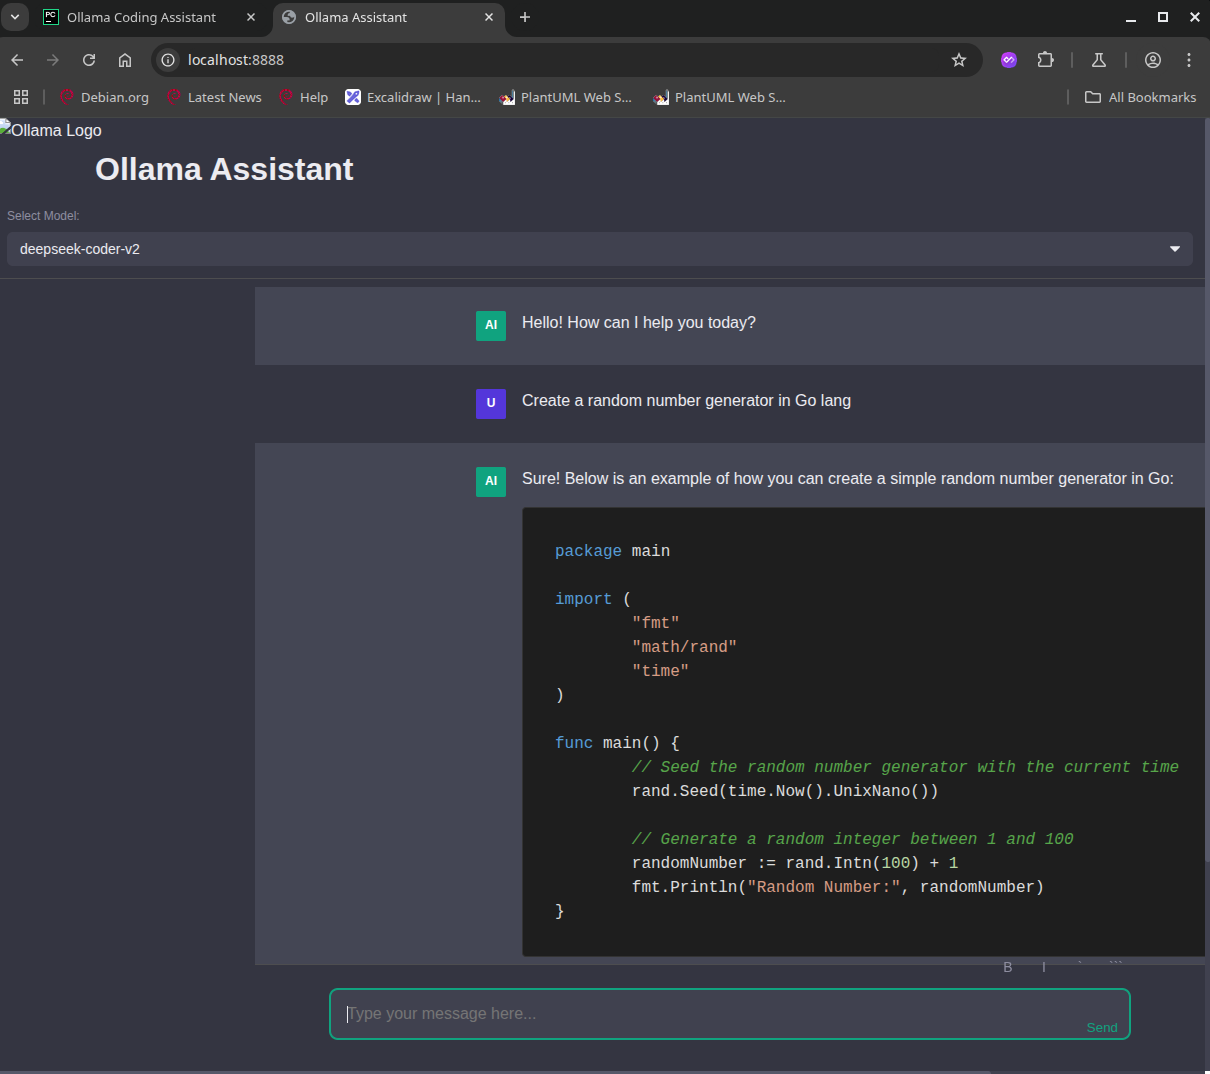 Ollama Coding Assistant
Ollama Assistant
localhost:8888
Debian.org Latest News Help Excalidraw | Han... PlantUML Web S... PlantUML Web S... All Bookmarks
Ollama Logo
Ollama Assistant
Select Model:
deepseek-coder-v2
AI Hello! How can I help you today?
U Create a random number generator in Go lang
AI Sure! Below is an example of how you can create a simple random number generator in Go:
package main
import (
"fmt"
"math/rand"
"time"
)
func main() {
// Seed the random number generator with the current time
rand.Seed(time.Now().UnixNano())
// Generate a random integer between 1 and 100
randomNumber := rand.Intn(100) + 1
fmt.Println("Random Number:", randomNumber)
}
B I ` ```
Type your message here...
Send